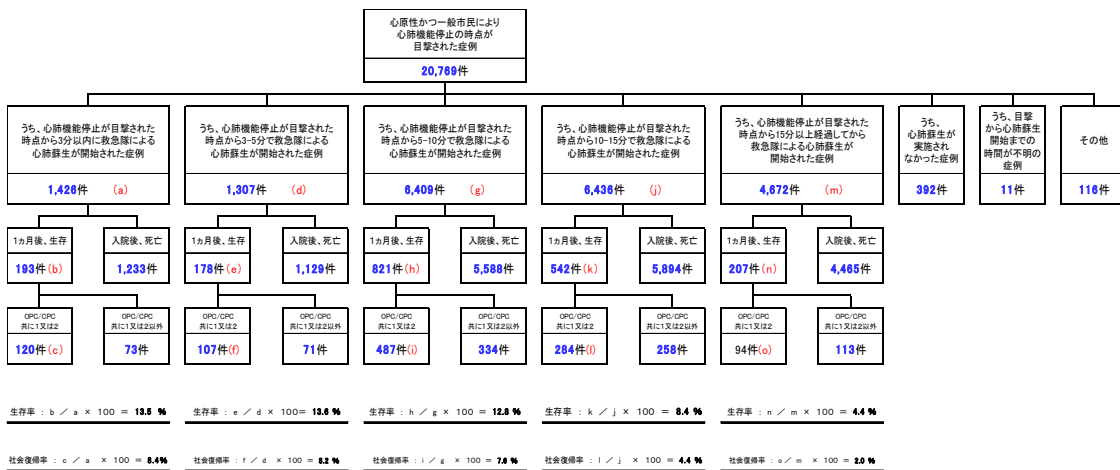 心原性かつ一般市民により
心肺機能停止の時点が
目撃された症例
20,769件
うち、心肺機能停止が目撃された
時点から3分以内に救急隊による
心肺蘇生が開始された症例
1,426件 (a)
うち、心肺機能停止が目撃された
時点から3-5分で救急隊による
心肺蘇生が開始された症例
1,307件 (d)
うち、心肺機能停止が目撃された
時点から5-10分で救急隊による
心肺蘇生が開始された症例
6,409件 (g)
うち、心肺機能停止が目撃された
時点から10-15分で救急隊による
心肺蘇生が開始された症例
6,436件 (j)
うち、心肺機能停止が目撃された
時点から15分以上経過してから
救急隊による心肺蘇生が
開始された症例
4,672件 (m)
うち、
心肺蘇生が
実施され
なかった症例
392件
うち、目撃
から心肺蘇生
開始までの
時間が不明の
症例
11件
その他
116件
1ヵ月後、生存
193件(b)
入院後、死亡
1,233件
1ヵ月後、生存
178件(e)
入院後、死亡
1,129件
1ヵ月後、生存
821件(h)
入院後、死亡
5,588件
1ヵ月後、生存
542件(k)
入院後、死亡
5,894件
1ヵ月後、生存
207件(n)
入院後、死亡
4,465件
OPC/CPC
共に1又は2
120件(c)
OPC/CPC
共に1又は2以外
73件
OPC/CPC
共に1又は2
107件(f)
OPC/CPC
共に1又は2以外
71件
OPC/CPC
共に1又は2
487件(i)
OPC/CPC
共に1又は2以外
334件
OPC/CPC
共に1又は2
284件(l)
OPC/CPC
共に1又は2以外
258件
OPC/CPC
共に1又は2
94件(o)
OPC/CPC
共に1又は2以外
113件
生存率 : b / a × 100 = 13.5 %
生存率 : e / d × 100= 13.6 %
生存率 : h / g × 100 = 12.8 %
生存率 : k / j × 100 = 8.4 %
生存率 : n / m × 100 = 4.4 %
社会復帰率 : c / a × 100 = 8.4%
社会復帰率 : f / d × 100 = 8.2 %
社会復帰率 : i / g × 100 = 7.6 %
社会復帰率 : l / j × 100 = 4.4 %
社会復帰率 : o / m × 100 = 2.0 %